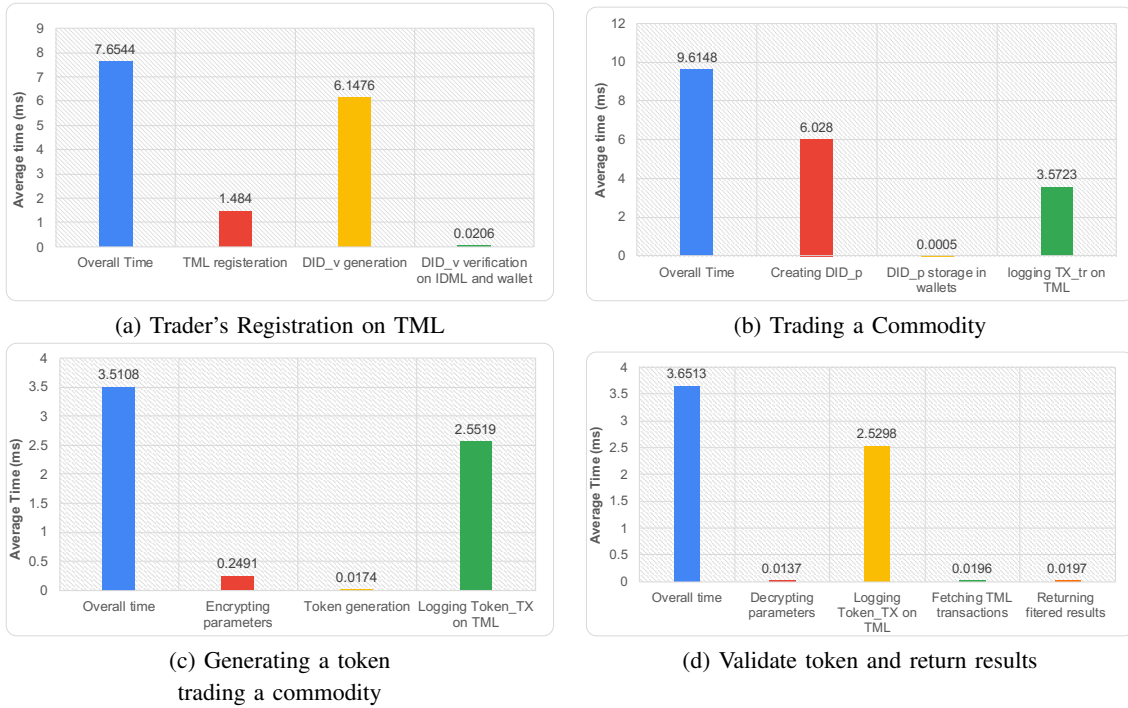 9
8
7
6
5
4
3
2
1
0
Average time (ms)
7.6544
1.484
6.1476
0.0206
Overall Time
TML registeration
DID_v generation
DID_v verification
on IDML and wallet
(a) Trader's Registration on TML
12
10
8
6
4
2
0
Average time (ms)
9.6148
6.028
0.0005
3.5723
Overall Time
Creating DID_p
DID_p storage in
wallets
logging TX_tr on
TML
(b) Trading a Commodity
4
3.5
3
2.5
2
1.5
1
0.5
0
Average Time (ms)
3.5108
0.2491
0.0174
2.5519
Overall time
Encrypting
parameters
Token generation
Logging Token_TX
on TML
(c) Generating a token
trading a commodity
4
3.5
3
2.5
2
1.5
1
0.5
0
Average Time (ms)
3.6513
0.0137
2.5298
0.0196
0.0197
Overall time
Decrypting
parameters
Logging
Token_TX on
TML
Fetching TML
transactions
Returning
fitered results
(d) Validate token and return results